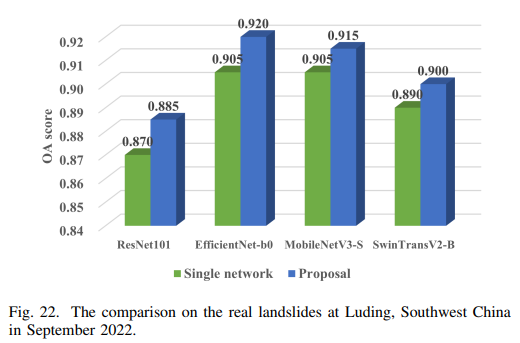 0.920
0.92
0.905
0.905
0.915
0.91
0.900
0.90
0.885
0.890
0.89
0.870
0.88
0.87
0.86
0.85
0.84
OA score
ResNet101
EfficientNet-b0
MobileNetV3-S
SwinTransV2-B
Single network
Proposal
Fig. 22. The comparison on the real landslides at Luding, Southwest China
in September 2022.